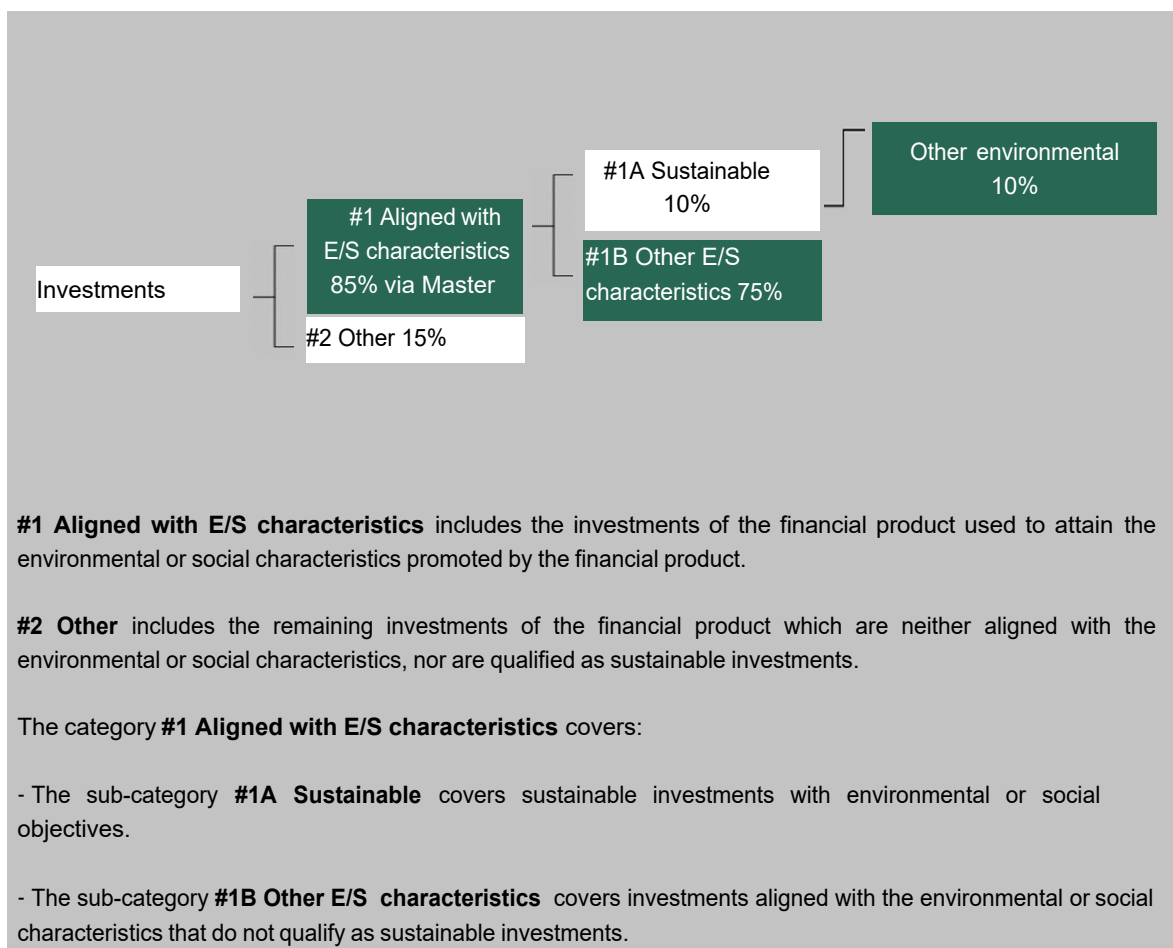 Other environmental
10%
#1A Sustainable
10%
#1 Aligned with
E/S characteristics
85% via Master
#1B Other E/S
characteristics 75%
Investments
#2 Other 15%
#1 Aligned with E/S characteristics includes the investments of the financial product used to attain the
environmental or social characteristics promoted by the financial product.
#2 Other includes the remaining investments of the financial product which are neither aligned with the
environmental or social characteristics, nor are qualified as sustainable investments.
The category #1 Aligned with E/S characteristics covers:
- The sub-category #1A Sustainable covers sustainable investments with environmental or social
objectives.
- The sub-category #1B Other E/S characteristics covers investments aligned with the environmental or social
characteristics that do not qualify as sustainable investments.